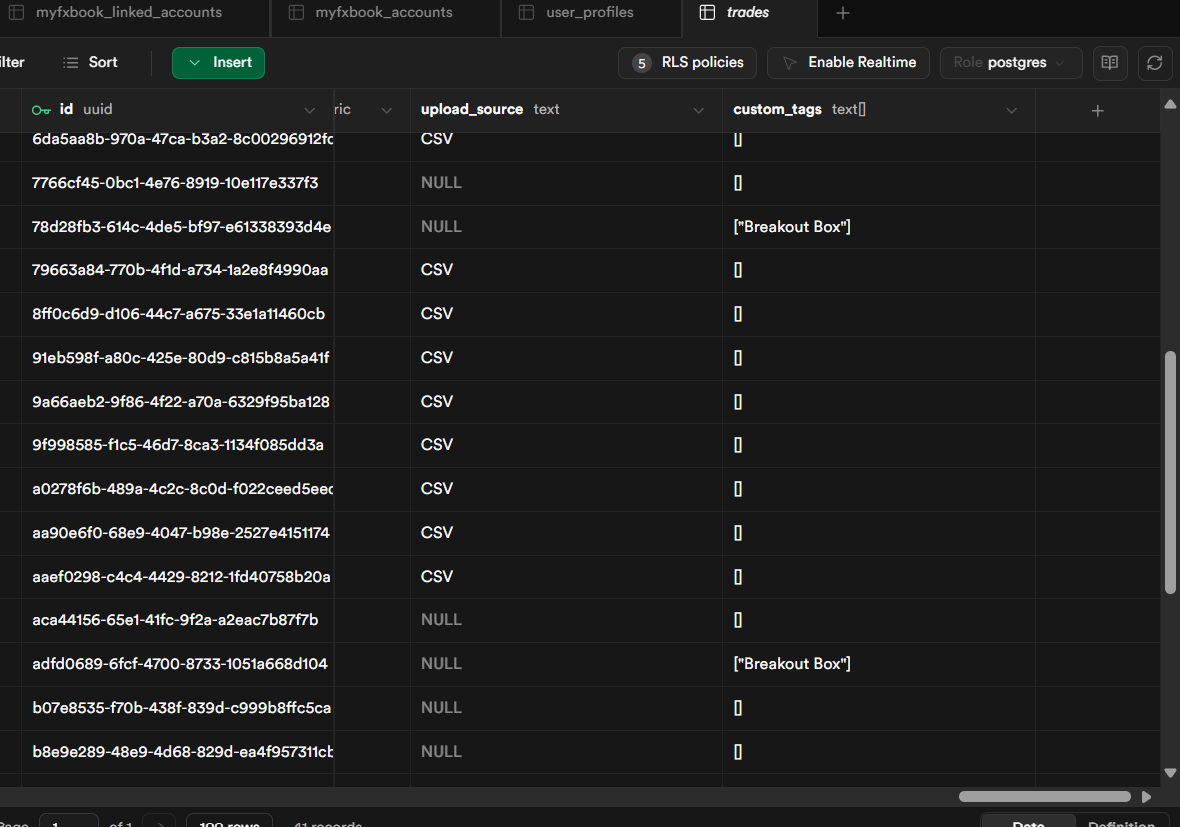 myfxbook_linked_accounts myfxbook_accounts user_profiles trades
Sort Insert 5 RLS policies Enable Realtime Role postgres
id uuid ric upload_source text custom_tags text[]
6da5aa8b-970a-47ca-b3a2-8c00296912fc CSV []
7766cf45-0bc1-4e76-8919-10e117e337f3 NULL []
78d28fb3-614c-4de5-bf97-e61338393d4e NULL ["Breakout Box"]
79663a84-770b-4f1d-a734-1a2e8f4990aa CSV []
8ff0c6d9-d106-44c7-a675-33e1a11460cb CSV []
91eb598f-a80c-425e-80d9-c815b8a5a41f CSV []
9a66aeb2-9f86-4f22-a70a-6329f95ba128 CSV []
9f998585-f1c5-46d7-8ca3-1134f085dd3a CSV []
a0278f6b-489a-4c2c-8c0d-f022ceed5eec CSV []
aa90e6f0-68e9-4047-b98e-2527e4151174 CSV []
aaef0298-c4c4-4429-8212-1fd40758b20a CSV []
aca44156-65e1-41fc-9f2a-a2eac7b87f7b NULL []
adfd0689-6fcf-4700-8733-1051a668d104 NULL ["Breakout Box"]
b07e8535-f70b-438f-839d-c999b8ffc5ca NULL []
b8e9e289-48e9-4d68-829d-ea4f957311cb NULL []
Page 1 of 1 100 rows 41 records Data Definition